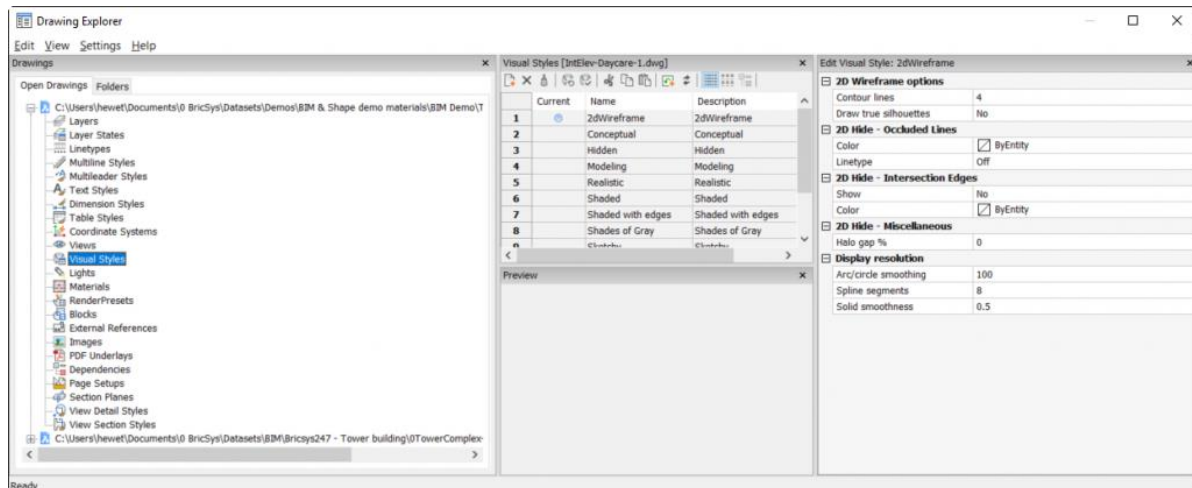 Drawing Explorer
Edit View Settings Help
Drawings
Open Drawings Folders
C:\Users\hewet\Documents\0 BricSys\Datasets\Demos\BIM & Shape demo materials\BIM Demo\T
Layers
Layer States
Linetypes
Multiline Styles
Multileader Styles
Text Styles
Dimension Styles
Table Styles
Coordinate Systems
Views
Visual Styles
Lights
Materials
RenderPresets
Blocks
External References
Images
PDF Underlays
Dependencies
Page Setups
Section Planes
View Detail Styles
View Section Styles
C:\Users\hewet\Documents\0 BricSys\Datasets\BIM\Bricsys247 - Tower building\0TowerComplex-
Visual Styles [IntElev-Daycare-1.dwg]
Current Name Description
1 2dWireframe 2dWireframe
2 Conceptual Conceptual
3 Hidden Hidden
4 Modeling Modeling
5 Realistic Realistic
6 Shaded Shaded
7 Shaded with edges Shaded with edges
8 Shades of Gray Shades of Gray
9 Sketchy Sketchy
Preview
Edit Visual Style: 2dWireframe
2D Wireframe options
Contour lines 4
Draw true silhouettes No
2D Hide - Occluded Lines
Color ByEntity
Linetype Off
2D Hide - Intersection Edges
Show No
Color ByEntity
2D Hide - Miscellaneous
Halo gap % 0
Display resolution
Arc/circle smoothing 100
Spline segments 8
Solid smoothness 0.5
Ready